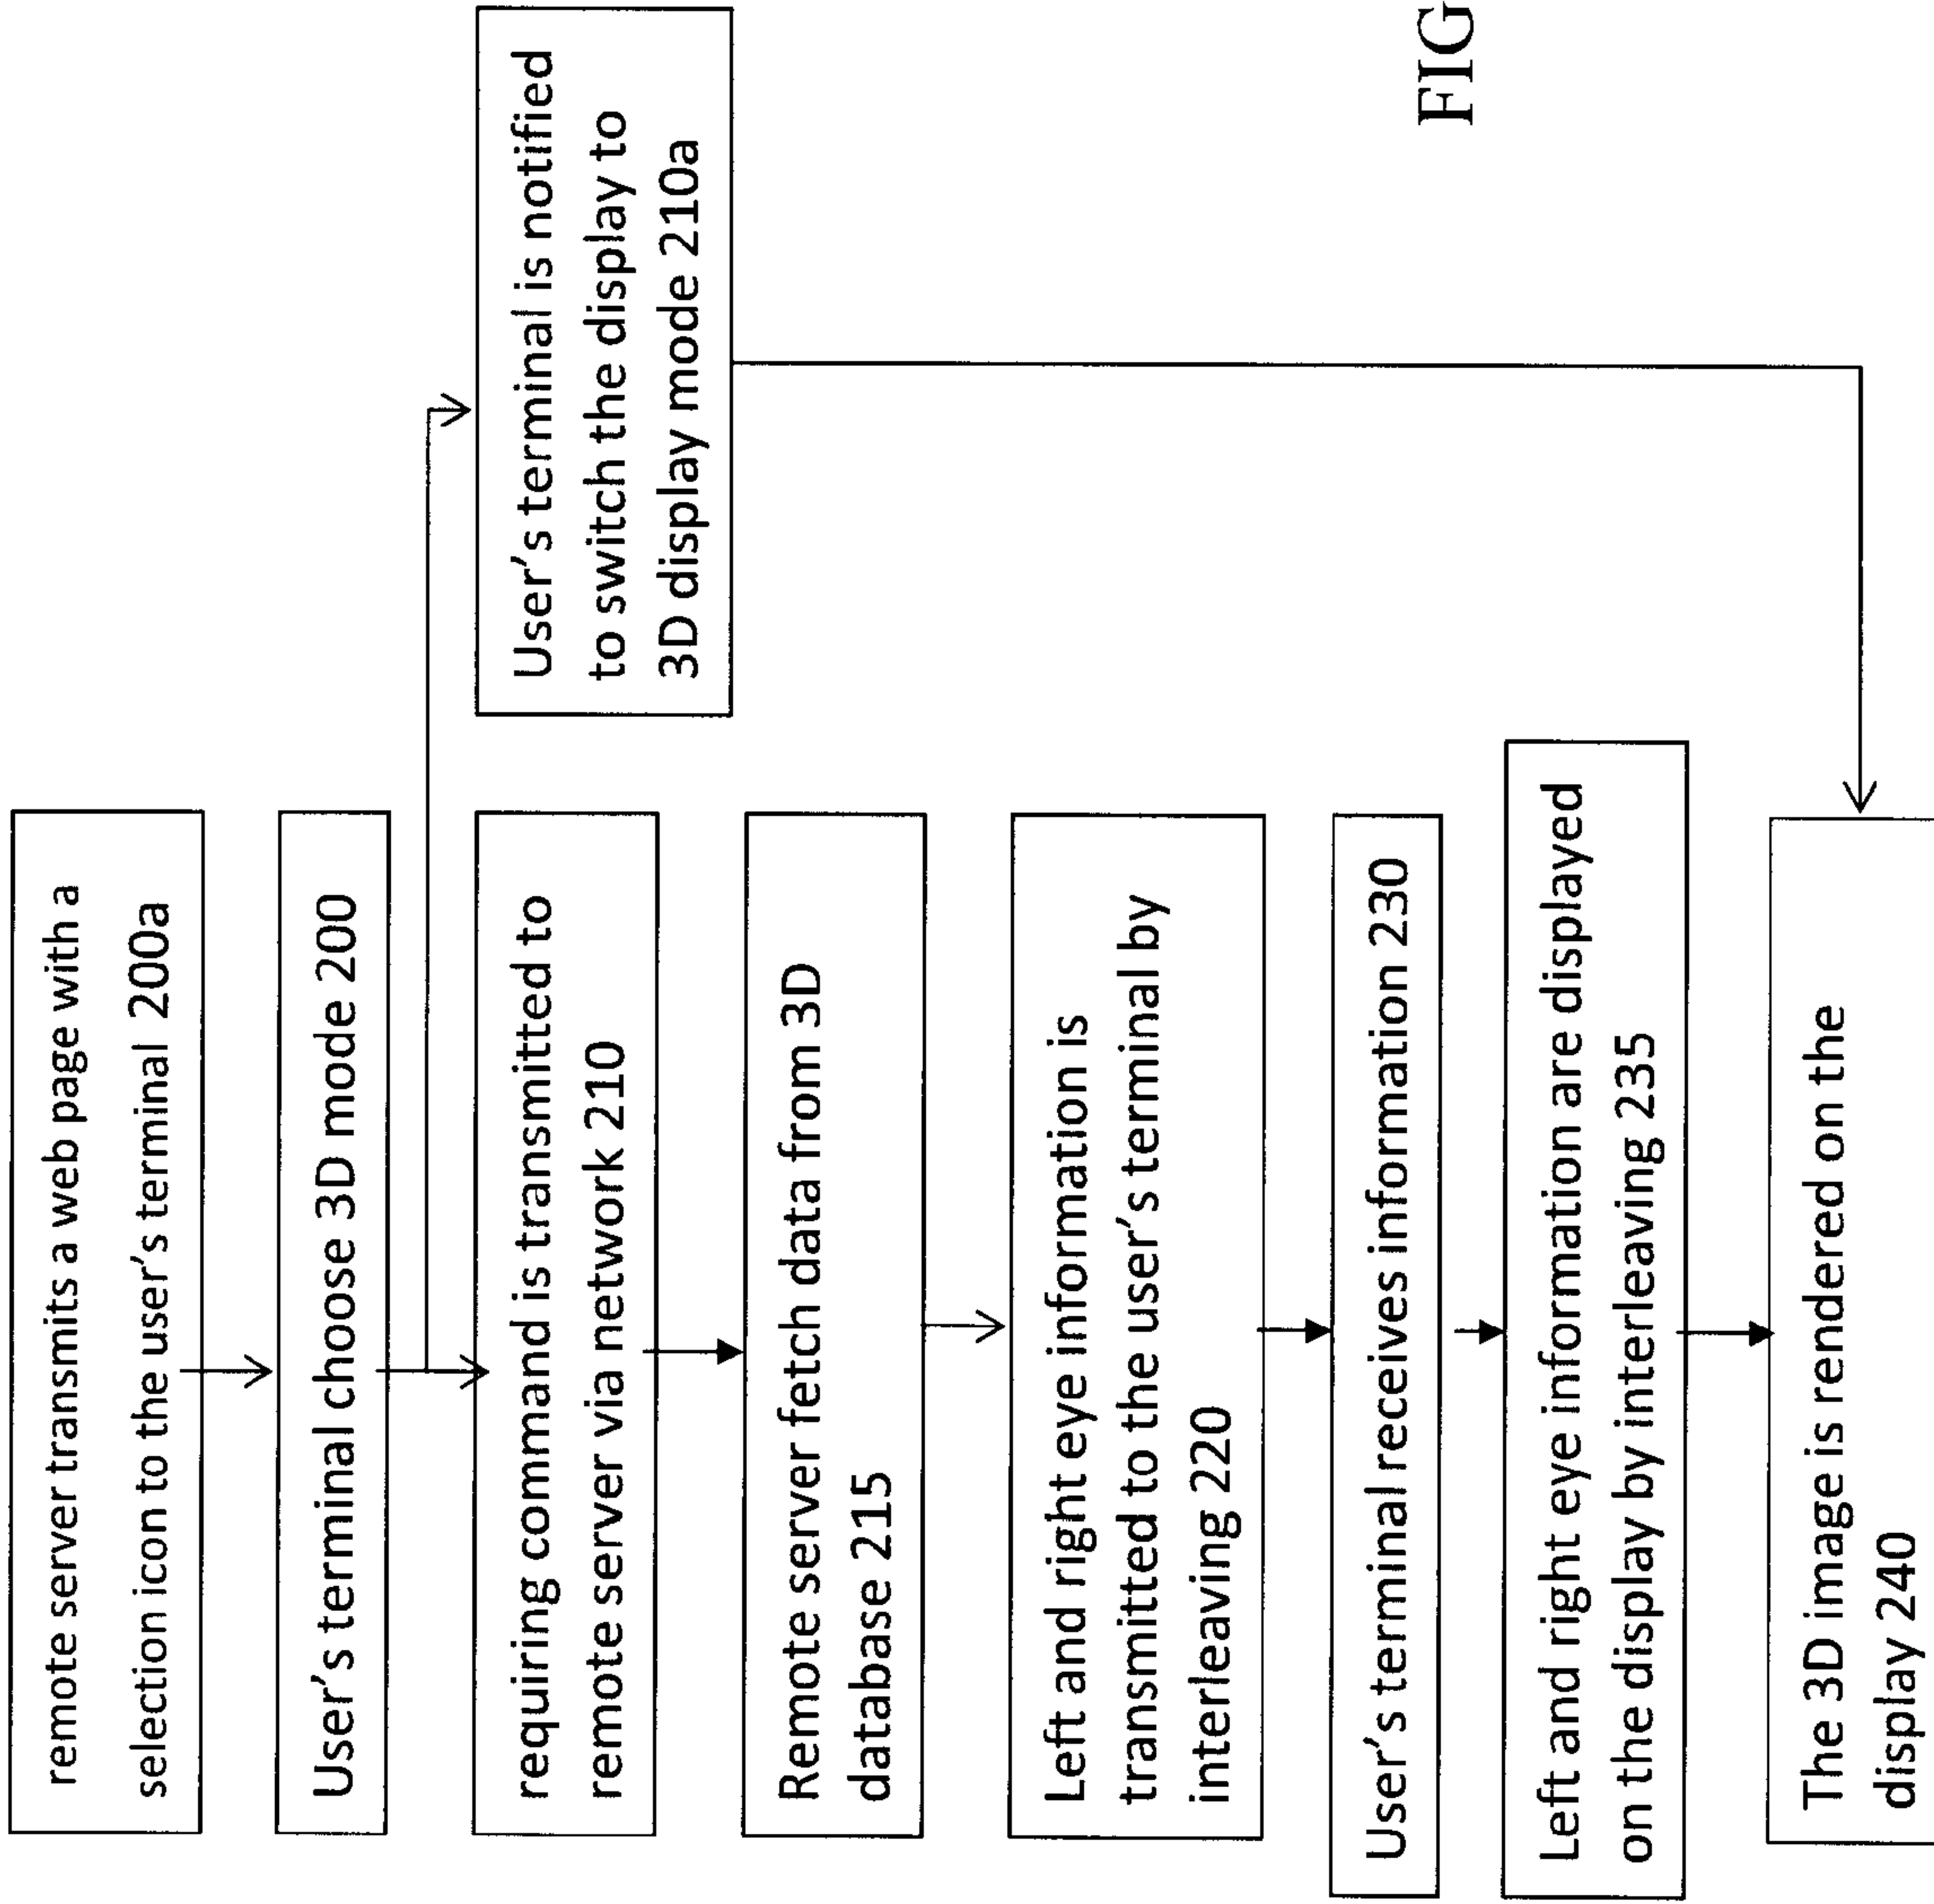 remote server transmits a web page with a
selection icon to the user's terminal 200a
User's terminal choose 3D mode 200
requiring command is transmitted to
remote server via network 210
User's terminal is notified
to switch the display to
3D display mode 210a
Remote server fetch data from 3D
database 215
Left and right eye information is
transmitted to the user's terminal by
interleaving 220
User's terminal receives information 230
Left and right eye information are displayed
on the display by interleaving 235
The 3D image is rendered on the
display 240
FIG